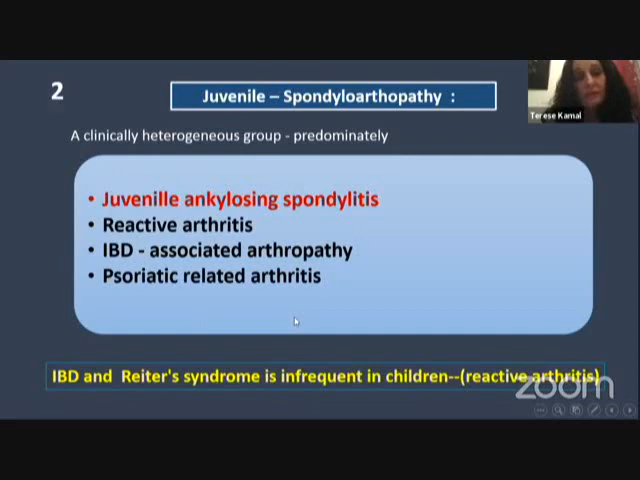 2
Juvenile – Spondyloarthopathy :
Terese Kamal
A clinically heterogeneous group - predominately
• Juvenille ankylosing spondylitis
• Reactive arthritis
• IBD - associated arthropathy
• Psoriatic related arthritis
IBD and Reiter's syndrome is infrequent in children--(reactive arthritis)
zoom